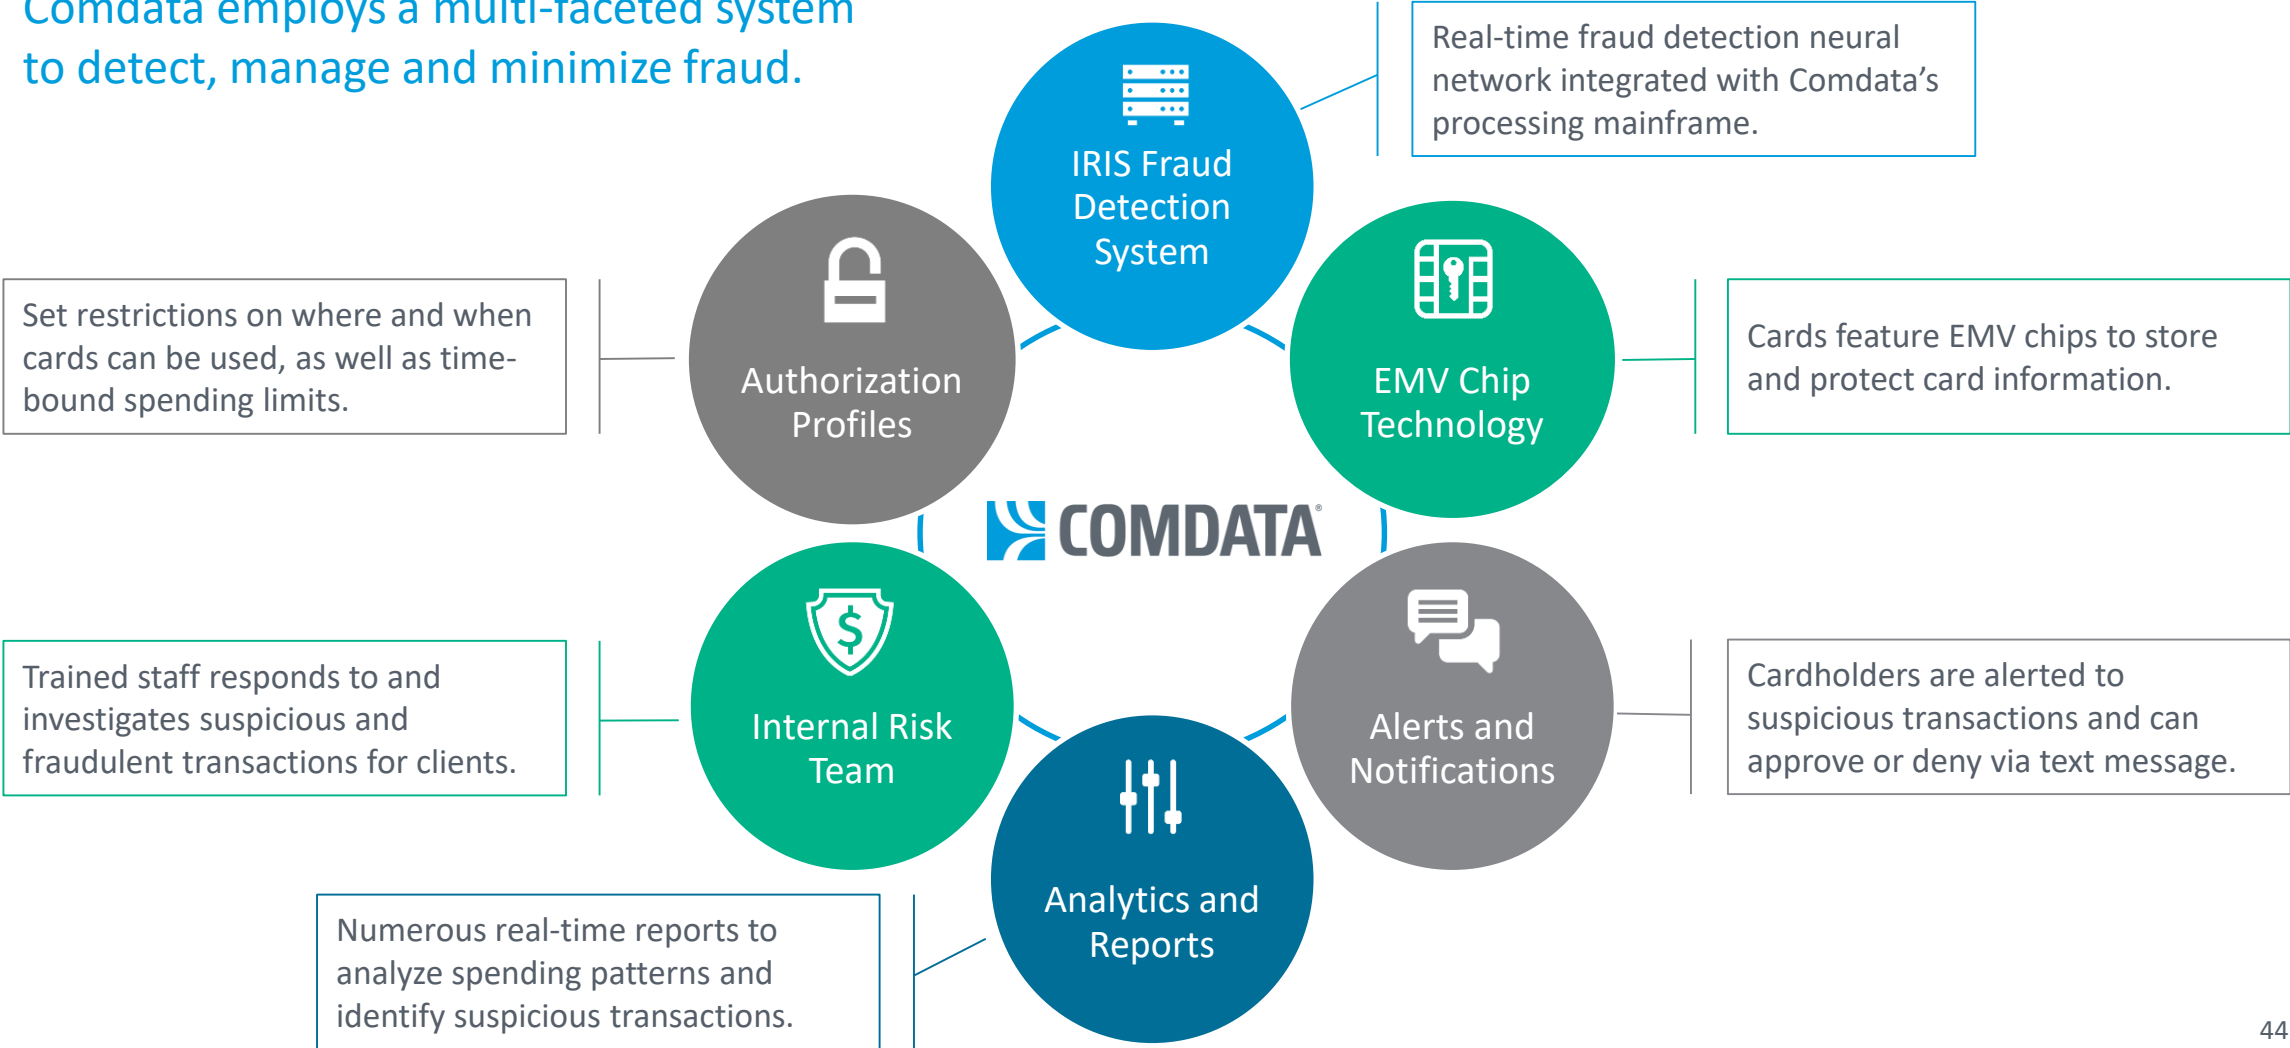 Comdata employs a multi-faceted system
to detect, manage and minimize fraud.
Real-time fraud detection neural
network integrated with Comdata’s
processing mainframe.
IRIS Fraud
Detection
System
Set restrictions on where and when
cards can be used, as well as time-
bound spending limits.
Authorization
Profiles
EMV Chip
Technology
Cards feature EMV chips to store
and protect card information.
COMDATA®
Trained staff responds to and
investigates suspicious and
fraudulent transactions for clients.
$
Internal Risk
Team
Alerts and
Notifications
Cardholders are alerted to
suspicious transactions and can
approve or deny via text message.
Analytics and
Reports
Numerous real-time reports to
analyze spending patterns and
identify suspicious transactions.
44